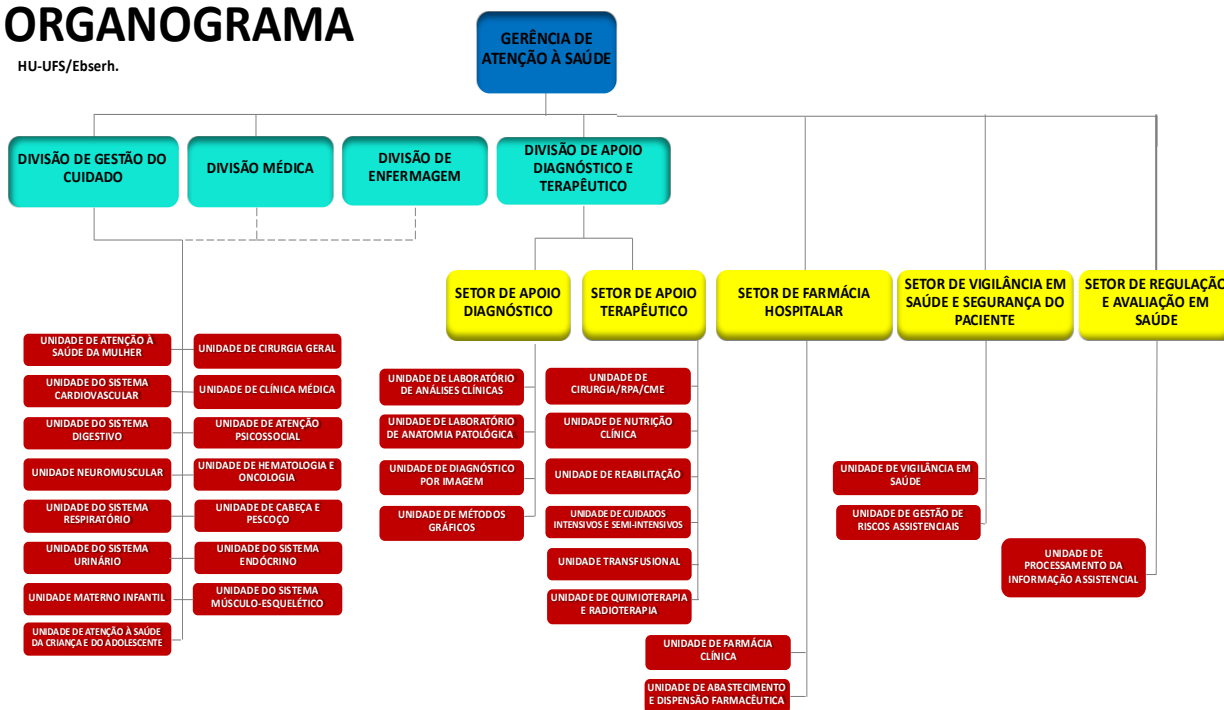 ORGANOGRAMA
HU-UFS/Ebserh.
GERÊNCIA DE
ATENÇÃO À SAÚDE
DIVISÃO DE GESTÃO DO
CUIDADO
DIVISÃO MÉDICA
DIVISÃO DE
ENFERMAGEM
DIVISÃO DE APOIO
DIAGNÓSTICO E
TERAPÊUTICO
SETOR DE APOIO
DIAGNÓSTICO
SETOR DE APOIO
TERAPÊUTICO
SETOR DE FARMÁCIA
HOSPITALAR
SETOR DE VIGILÂNCIA EM
SAÚDE E SEGURANÇA DO
PACIENTE
SETOR DE REGULAÇÃO
E AVALIAÇÃO EM
SAÚDE
UNIDADE DE ATENÇÃO À
SAÚDE DA MULHER
UNIDADE DO SISTEMA
CARDIOVASCULAR
UNIDADE DO SISTEMA
DIGESTIVO
UNIDADE NEUROMUSCULAR
UNIDADE DO SISTEMA
RESPIRATÓRIO
UNIDADE DO SISTEMA
URINÁRIO
UNIDADE MATERNO INFANTIL
UNIDADE DE ATENÇÃO À SAÚDE
DA CRIANÇA E DO ADOLESCENTE
UNIDADE DE CIRURGIA GERAL
UNIDADE DE CLÍNICA MÉDICA
UNIDADE DE ATENÇÃO
PSICOSSOCIAL
UNIDADE DE HEMATOLOGIA E
ONCOLOGIA
UNIDADE DE CABEÇA E
PESCOÇO
UNIDADE DO SISTEMA
ENDÓCRINO
UNIDADE DO SISTEMA
MÚSCULO-ESQUELÉTICO
UNIDADE DE LABORATÓRIO
DE ANÁLISES CLÍNICAS
UNIDADE DE LABORATÓRIO
DE ANATOMIA PATOLÓGICA
UNIDADE DE DIAGNÓSTICO
POR IMAGEM
UNIDADE DE MÉTODOS
GRÁFICOS
UNIDADE DE
CIRURGIA/RPA/CME
UNIDADE DE NUTRIÇÃO
CLÍNICA
UNIDADE DE REABILITAÇÃO
UNIDADE DE CUIDADOS
INTENSIVOS E SEMI-INTENSIVOS
UNIDADE TRANSFUSIONAL
UNIDADE DE QUIMIOTERAPIA
E RADIOTERAPIA
UNIDADE DE FARMÁCIA
CLÍNICA
UNIDADE DE ABASTECIMENTO
E DISPENSÃO FARMACÊUTICA
UNIDADE DE VIGILÂNCIA EM
SAÚDE
UNIDADE DE GESTÃO DE
RISCOS ASSISTENCIAIS
UNIDADE DE
PROCESSAMENTO DA
INFORMAÇÃO ASSISTENCIAL